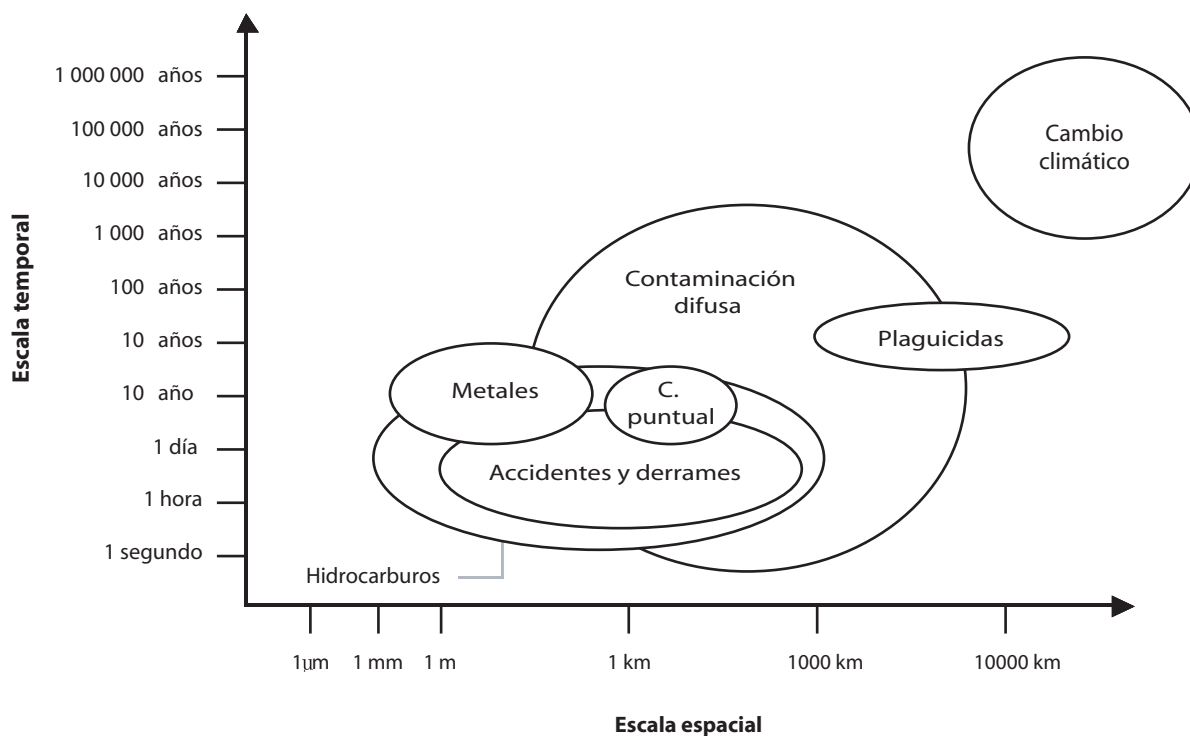 1 000 000 años
100 000 años
10 000 años
1 000 años
100 años
10 años
10 año
1 día
1 hora
1 segundo
Escala temporal
Cambio
climático
Contaminación
difusa
Plaguicidas
Metales
C.
puntual
Accidentes y derrames
Hidrocarburos
1µm
1 mm
1 m
1 km
1000 km
10000 km
Escala espacial